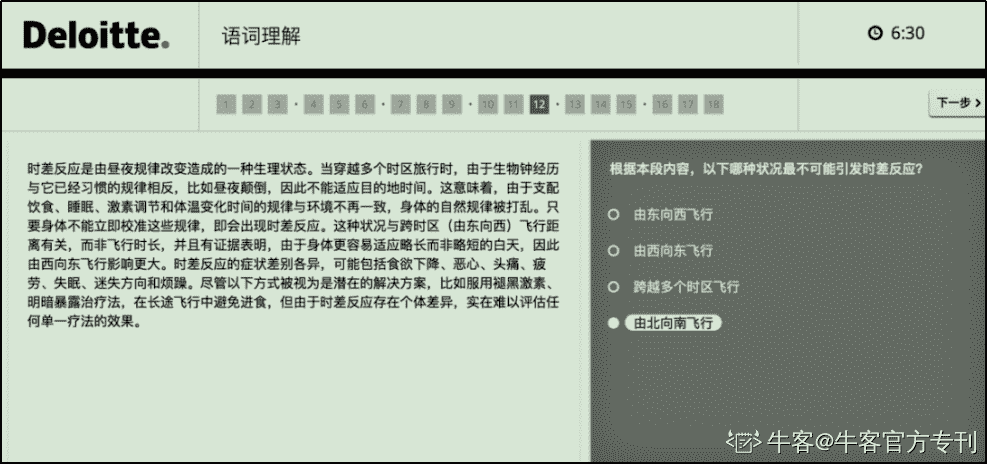 Deloitte.
语词理解
6:30
1 2 3 · 4 5 6 · 7 8 9 · 10 11 12 · 13 14 15 · 16 17 18
下一步
时差反应是由昼夜规律改变造成的一种生理状态。当穿越多个时区旅行时，由于生物钟经历
与它已经习惯的规律相反，比如昼夜颠倒，因此不能适应目的地时间。这意味着，由于支配
饮食、睡眠、激素调节和体温变化时间的规律与环境不再一致，身体的自然规律被打乱。只
要身体不能立即校准这些规律，即会出现时差反应。这种状况与跨时区（由东向西）飞行距
离有关，而非飞行时长，并且有证据表明，由于身体更容易适应略长而非略短的白天，因此
由西向东飞行影响更大。时差反应的症状差别各异，可能包括食欲下降、恶心、头痛、疲
劳、失眠、迷失方向和烦躁。尽管以下方式被视为是潜在的解决方案，比如服用褪黑激素、
明暗暴露治疗法，在长途飞行中避免进食，但由于时差反应存在个体差异，实在难以评估任
何单一疗法的效果。
根据本段内容，以下哪种状况最不可能引发时差反应？
由东向西飞行
由西向东飞行
跨越多个时区飞行
由北向南飞行
牛客@牛客官方专刊